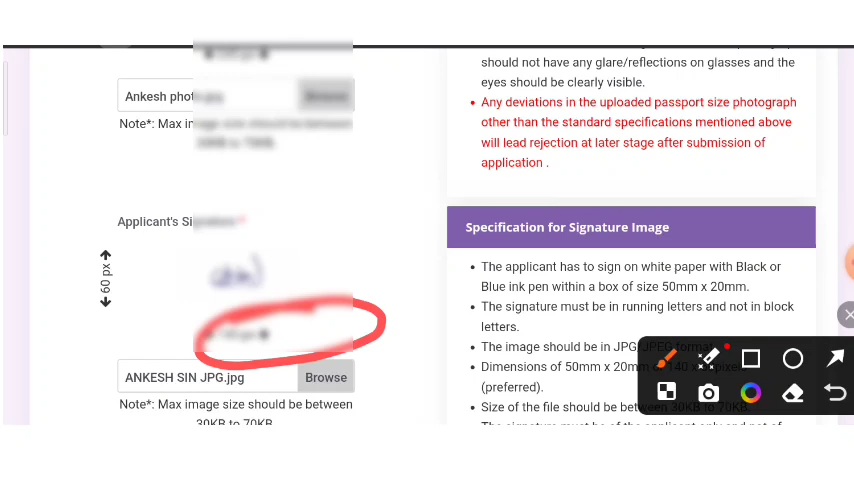 Ankesh phot
Note*: Max im
Applicant's Si
60 px
ANKESH SIN JPG.jpg Browse
Note*: Max image size should be between
30KB to 70KB
should not have any glare/reflections on glasses and the
eyes should be clearly visible.
Any deviations in the uploaded passport size photograph
other than the standard specifications mentioned above
will lead rejection at later stage after submission of
application .
Specification for Signature Image
The applicant has to sign on white paper with Black or
Blue ink pen within a box of size 50mm x 20mm.
The signature must be in running letters and not in block
letters.
The image should be in JPG/JPEG format
Dimensions of 50mm x 20mm or 140 x pixels
(preferred).
Size of the file should be between 30KB to 70KB.